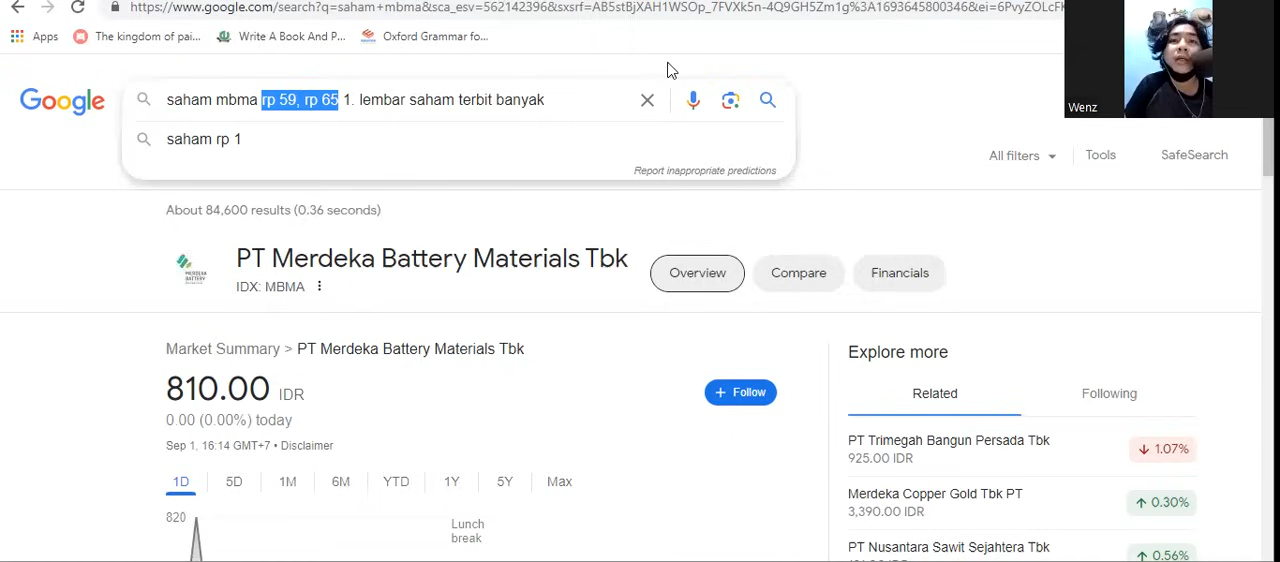 https://www.google.com/search?q=saham+mbma&sca_esv=562142396&sxsrf=AB5stBjXAH1WSOp_7FVXk5n-4Q9GH5Zm1g%3A1693645800346&ei=6PvyZOLcFK
Apps
The kingdom of pai...
Write A Book And P...
Oxford Grammar fo...
Wenz
Google
saham mbma rp 59, rp 65 1. lembar saham terbit banyak
saham rp 1
Report inappropriate predictions
All filters
Tools
SafeSearch
About 84,600 results (0.36 seconds)
MERDEKA
BATTERY
PT Merdeka Battery Materials Tbk
IDX: MBMA
Overview
Compare
Financials
Market Summary > PT Merdeka Battery Materials Tbk
810.00 IDR
+ Follow
0.00 (0.00%) today
Sep 1, 16:14 GMT+7 • Disclaimer
1D
5D
1M
6M
YTD
1Y
5Y
Max
820
Lunch
break
Explore more
Related
Following
PT Trimegah Bangun Persada Tbk
925.00 IDR
↓ 1.07%
Merdeka Copper Gold Tbk PT
3,390.00 IDR
↑ 0.30%
PT Nusantara Sawit Sejahtera Tbk
↑ 0.56%